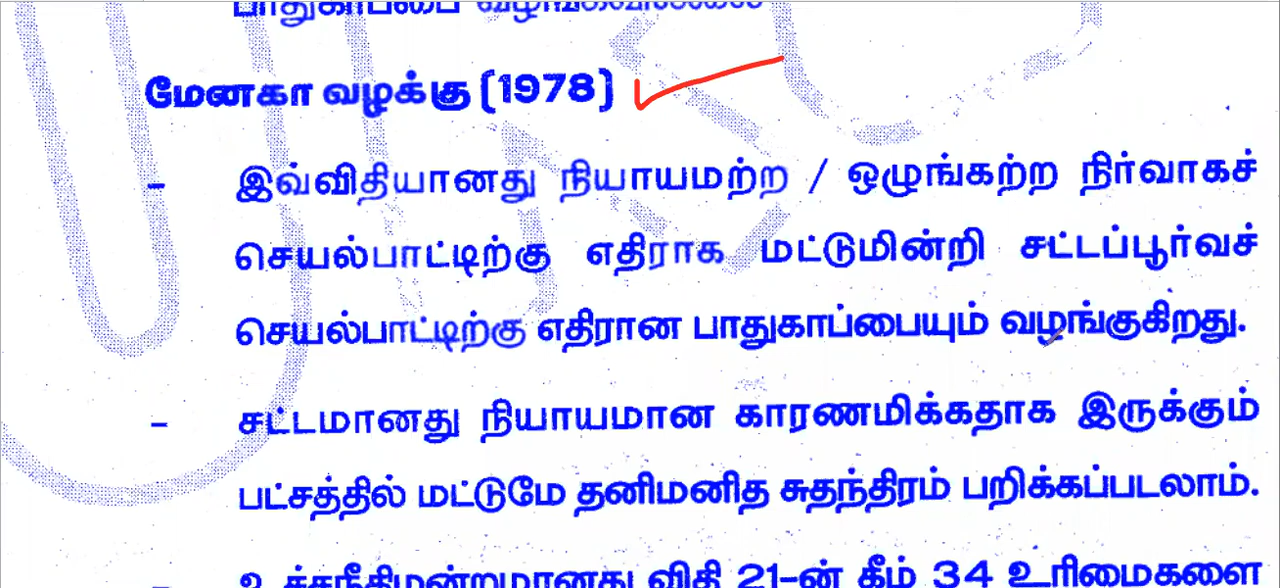 பாதுகாப்பை வழங்கவில்லை
மேனகா வழக்கு (1978)
- இவ்விதியானது நியாயமற்ற / ஒழுங்கற்ற நிர்வாகச்
செயல்பாட்டிற்கு எதிராக மட்டுமின்றி சட்டப்பூர்வச்
செயல்பாட்டிற்கு எதிரான பாதுகாப்பையும் வழங்குகிறது.
- சட்டமானது நியாயமான காரணமிக்கதாக இருக்கும்
பட்சத்தில் மட்டுமே தனிமனித சுதந்திரம் பறிக்கப்படலாம்.
- உச்சநீதிமன்றமானது விதி 21-ன் கீழ் 34 உரிமைகளை